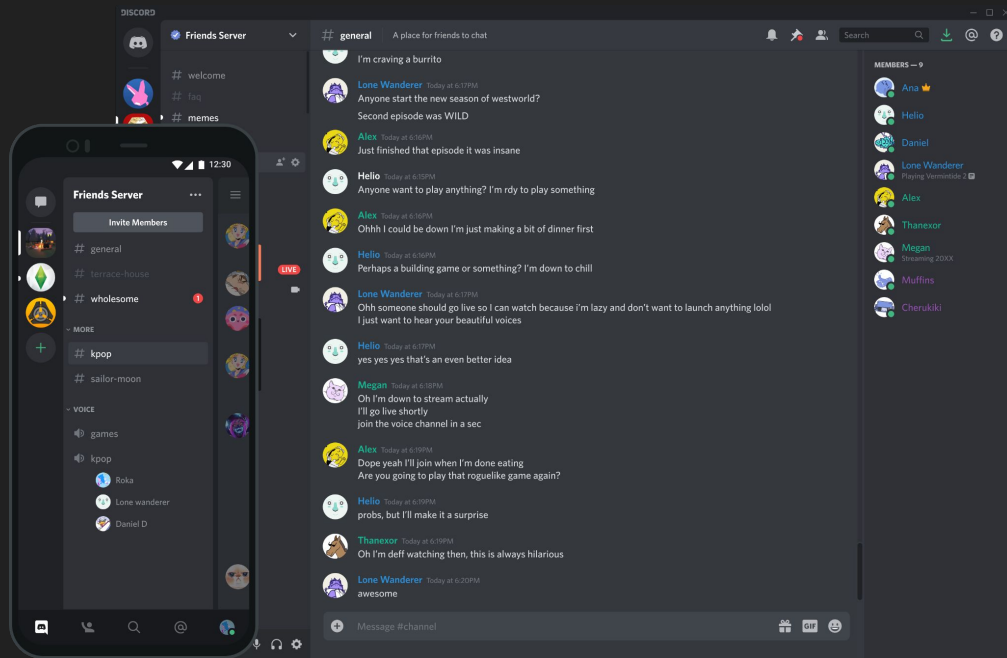 DISCORD
Friends Server
# welcome
# faq
# memes
LIVE
# general
A place for friends to chat
Search
I'm craving a burrito
Lone Wanderer Today at 6:17PM
Anyone start the new season of westworld?
Second episode was WILD
Alex Today at 6:16PM
Just finished that episode it was insane
Helio Today at 6:15PM
Anyone want to play anything? I'm rdy to play something
Alex Today at 6:16PM
Ohhh I could be down I'm just making a bit of dinner first
Helio Today at 6:16PM
Perhaps a building game or something? I'm down to chill
Lone Wanderer Today at 6:17PM
Ohh someone should go live so I can watch because i'm lazy and don't want to launch anything lolol
I just want to hear your beautiful voices
Helio Today at 6:17PM
yes yes yes that's an even better idea
Megan Today at 6:18PM
Oh I'm down to stream actually
I'll go live shortly
join the voice channel in a sec
Alex Today at 6:19PM
Dope yeah I'll join when I'm done eating
Are you going to play that roguelike game again?
Helio Today at 6:19PM
probs, but I'll make it a surprise
Thanexor Today at 6:19PM
Oh I'm deff watching then, this is always hilarious
Lone Wanderer Today at 6:20PM
awesome
Message #channel
GIF
MEMBERS — 9
Ana
Helio
Daniel
Lone Wanderer
Playing Vermintide 2
Alex
Thanexor
Megan
Streaming 20XX
Muffins
Cherukiki
12:30
Friends Server
Invite Members
# general
# terrace-house
# wholesome 1
MORE
# kpop
# sailor-moon
VOICE
games
kpop
Roka
Lone wanderer
Daniel D